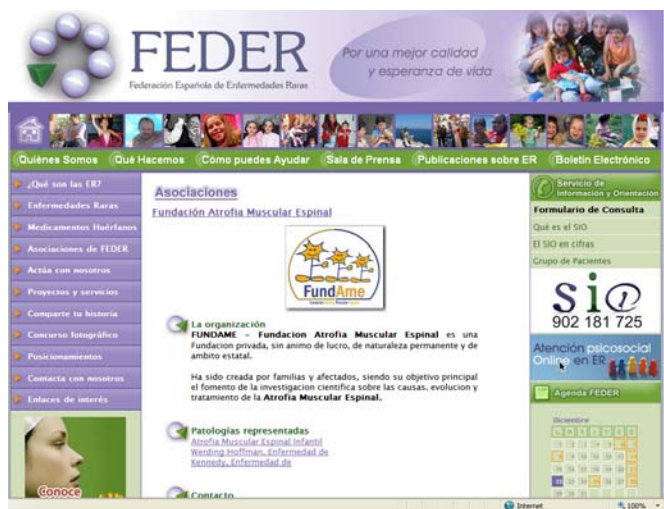 FEDER
Federación Española de Enfermedades Raras
Por una mejor calidad
y esperanza de vida
Quiénes Somos
Qué Hacemos
Cómo puedes Ayudar
Sala de Prensa
Publicaciones sobre ER
Boletín Electrónico
¿Qué son las ER?
Enfermedades Raras
Medicamentos Huérfanos
Asociaciones de FEDER
Actúa con nosotros
Proyectos y servicios
Comparte tu historia
Concurso fotográfico
Posicionamientos
Contacta con nosotros
Enlaces de interés
Conoce
Asociaciones
Fundación Atrofia Muscular Espinal
FundAme
La organización
FUNDAME – Fundacion Atrofia Muscular Espinal es una
Fundacion privada, sin animo de lucro, de naturaleza permanente y de
ambito estatal.
Ha sido creada por familias y afectados, siendo su objetivo principal
el fomento de la investigacion cientifica sobre las causas, evolucion y
tratamiento de la Atrofia Muscular Espinal.
Patologías representadas
Atrofia Muscular Espinal Infantil
Werding Hoffman, Enfermedad de
Kennedy, Enfermedad de
Contacto
Servicio de
Información y Orientación
Formulario de Consulta
Qué es el SIO
El SIO en cifras
Grupo de Pacientes
sio
902 181 725
Atención psicosocial
Online en ER
Agenda FEDER
Diciembre
Internet
100%